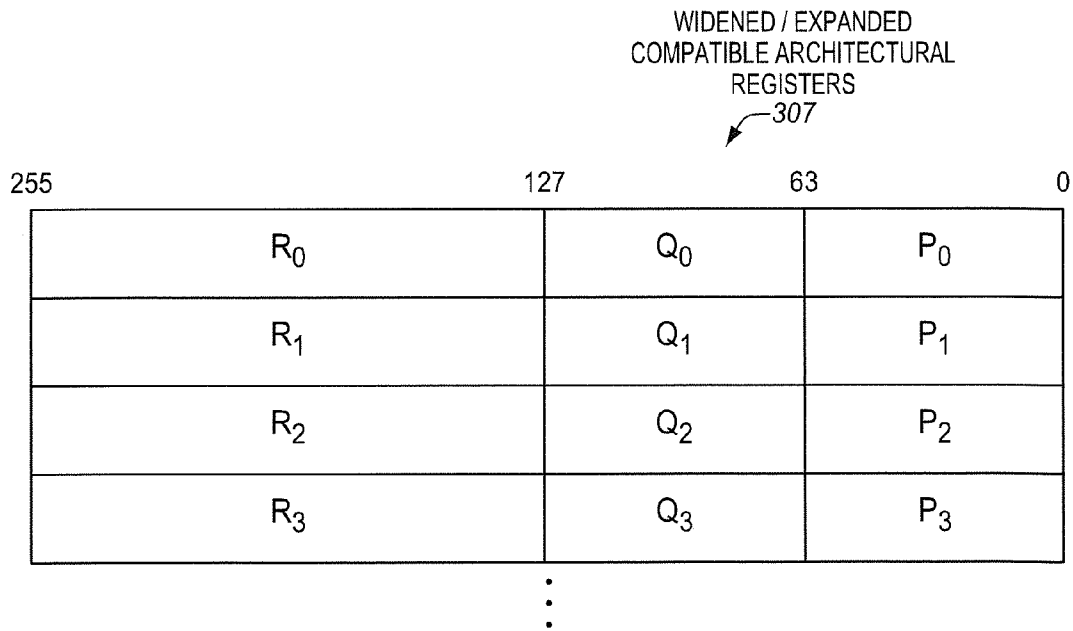 WIDENED / EXPANDED
COMPATIBLE ARCHITECTURAL
REGISTERS
307
255 127 63 0
R0 Q0 P0
R1 Q1 P1
R2 Q2 P2
R3 Q3 P3